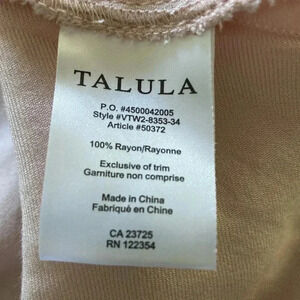 TALULA
P.O. #4500042005
Style #VTW2-8353-34
Article #50372
100% Rayon/Rayonne
Exclusive of trim
Garniture non comprise
Made in China
Fabriqué en Chine
CA 23725
RN 122354